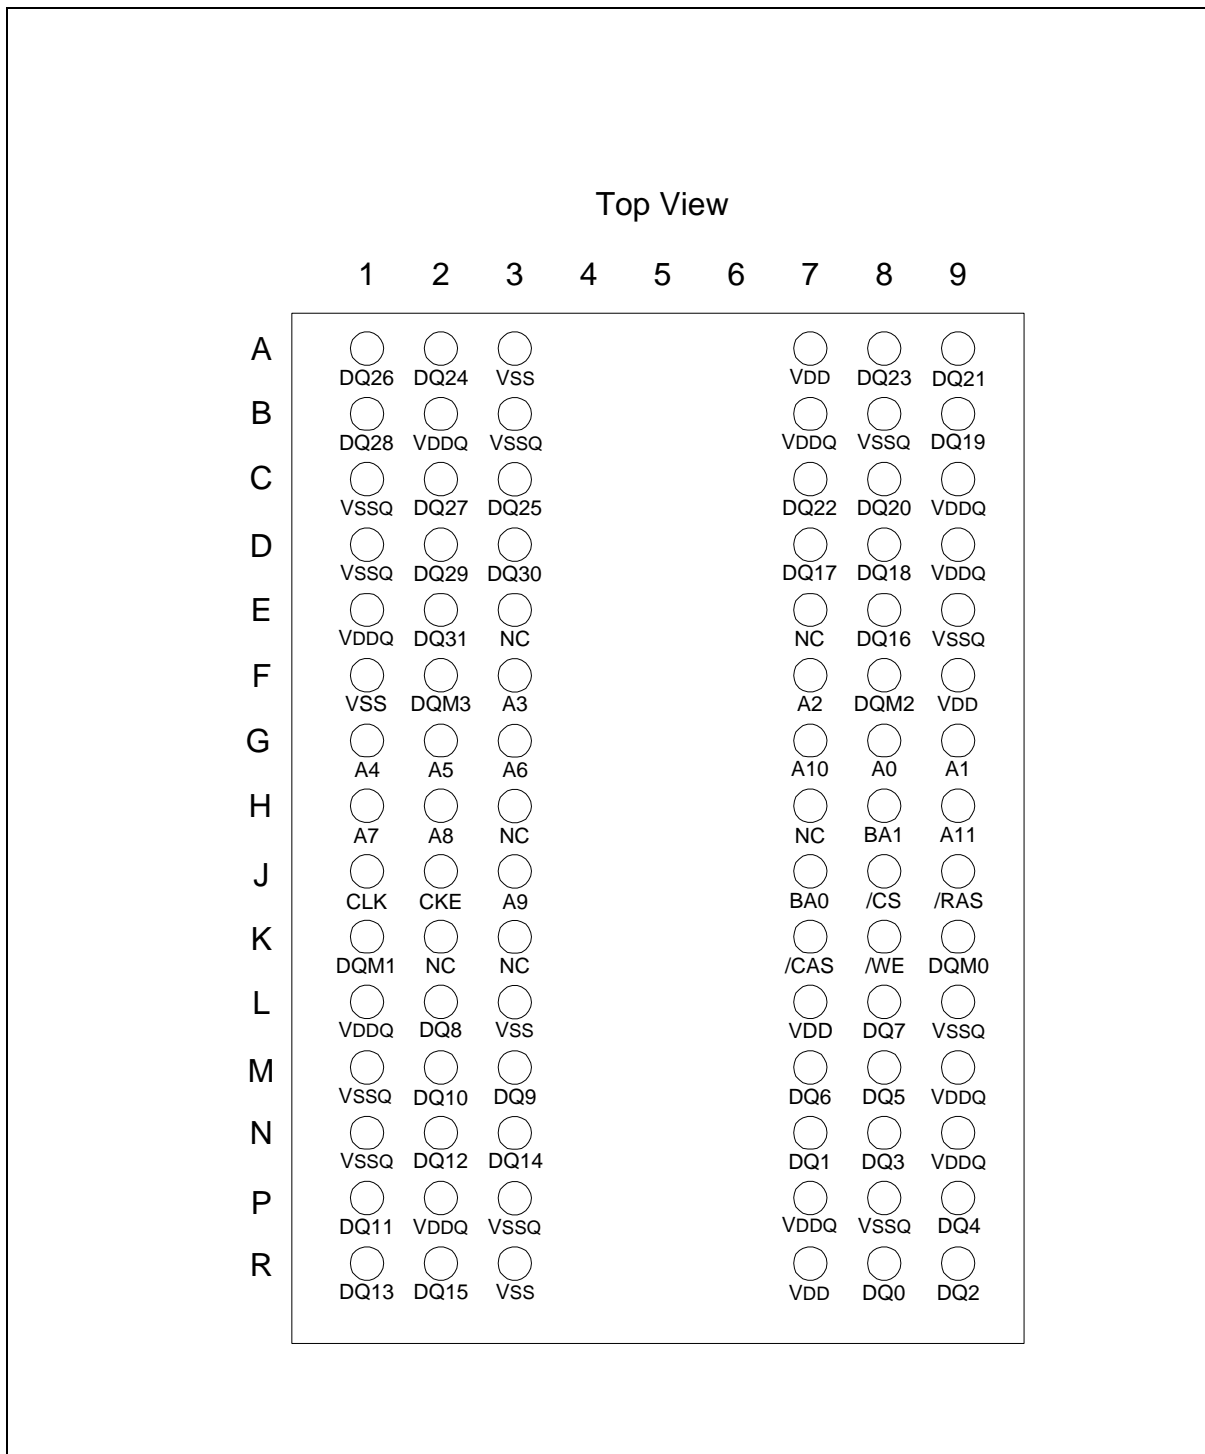 Top View
1 2 3 4 5 6 7 8 9
A
DQ26 DQ24 VSS VDD DQ23 DQ21
B
DQ28 VDDQ VSSQ VDDQ VSSQ DQ19
C
VSSQ DQ27 DQ25 DQ22 DQ20 VDDQ
D
VSSQ DQ29 DQ30 DQ17 DQ18 VDDQ
E
VDDQ DQ31 NC NC DQ16 VSSQ
F
VSS DQM3 A3 A2 DQM2 VDD
G
A4 A5 A6 A10 A0 A1
H
A7 A8 NC NC BA1 A11
J
CLK CKE A9 BA0 /CS /RAS
K
DQM1 NC NC /CAS /WE DQM0
L
VDDQ DQ8 VSS VDD DQ7 VSSQ
M
VSSQ DQ10 DQ9 DQ6 DQ5 VDDQ
N
VSSQ DQ12 DQ14 DQ1 DQ3 VDDQ
P
DQ11 VDDQ VSSQ VDDQ VSSQ DQ4
R
DQ13 DQ15 VSS VDD DQ0 DQ2